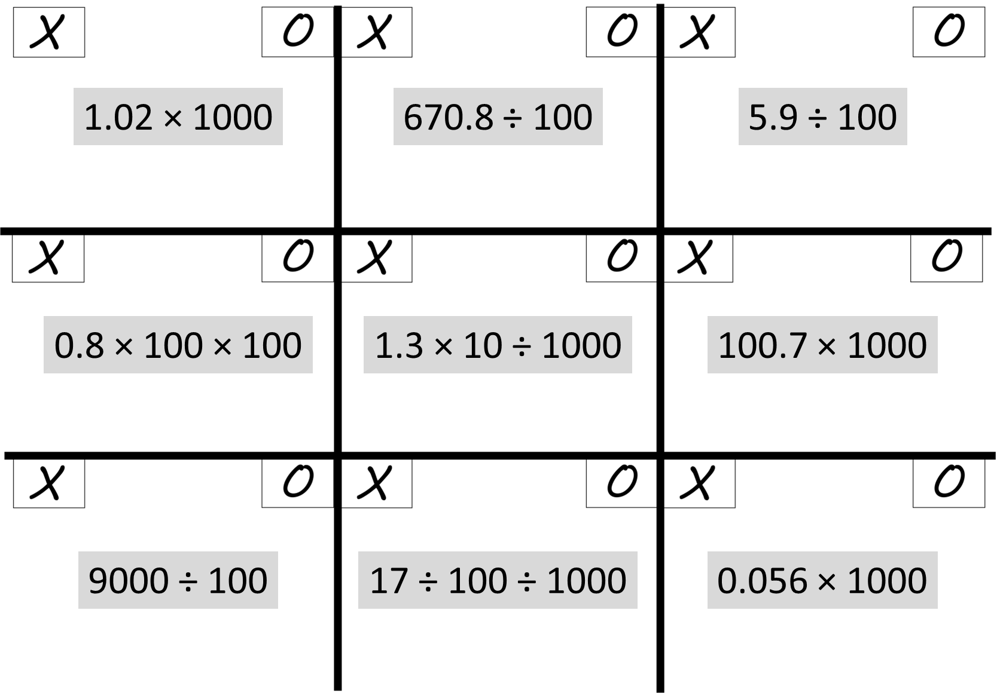 X O X O X O
1.02 × 1000 670.8 ÷ 100 5.9 ÷ 100
X O X O X O
0.8 × 100 × 100 1.3 × 10 ÷ 1000 100.7 × 1000
X O X O X O
9000 ÷ 100 17 ÷ 100 ÷ 1000 0.056 × 1000